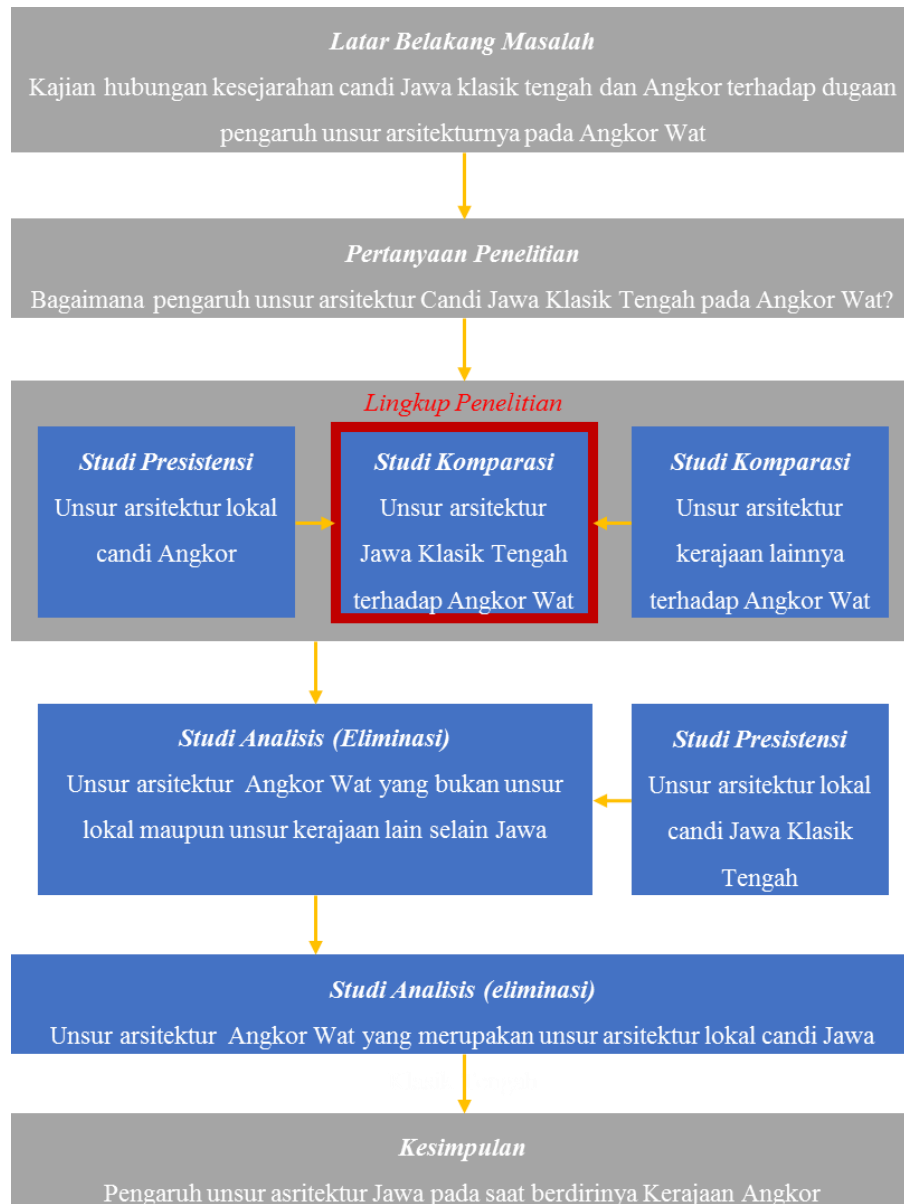 Latar Belakang Masalah
Kajian hubungan kesejarahan candi Jawa klasik tengah dan Angkor terhadap dugaan
pengaruh unsur arsitekturnya pada Angkor Wat
Pertanyaan Penelitian
Bagaimana pengaruh unsur arsitektur Candi Jawa Klasik Tengah pada Angkor Wat?
Lingkup Penelitian
Studi Presistensi
Unsur arsitektur lokal
candi Angkor
Studi Komparasi
Unsur arsitektur
Jawa Klasik Tengah
terhadap Angkor Wat
Studi Komparasi
Unsur arsitektur
kerajaan lainnya
terhadap Angkor Wat
Studi Analisis (Eliminasi)
Unsur arsitektur Angkor Wat yang bukan unsur
lokal maupun unsur kerajaan lain selain Jawa
Studi Presistensi
Unsur arsitektur lokal
candi Jawa Klasik
Tengah
Studi Analisis (eliminasi)
Unsur arsitektur Angkor Wat yang merupakan unsur arsitektur lokal candi Jawa
Kesimpulan
Pengaruh unsur asritektur Jawa pada saat berdirinya Kerajaan Angkor